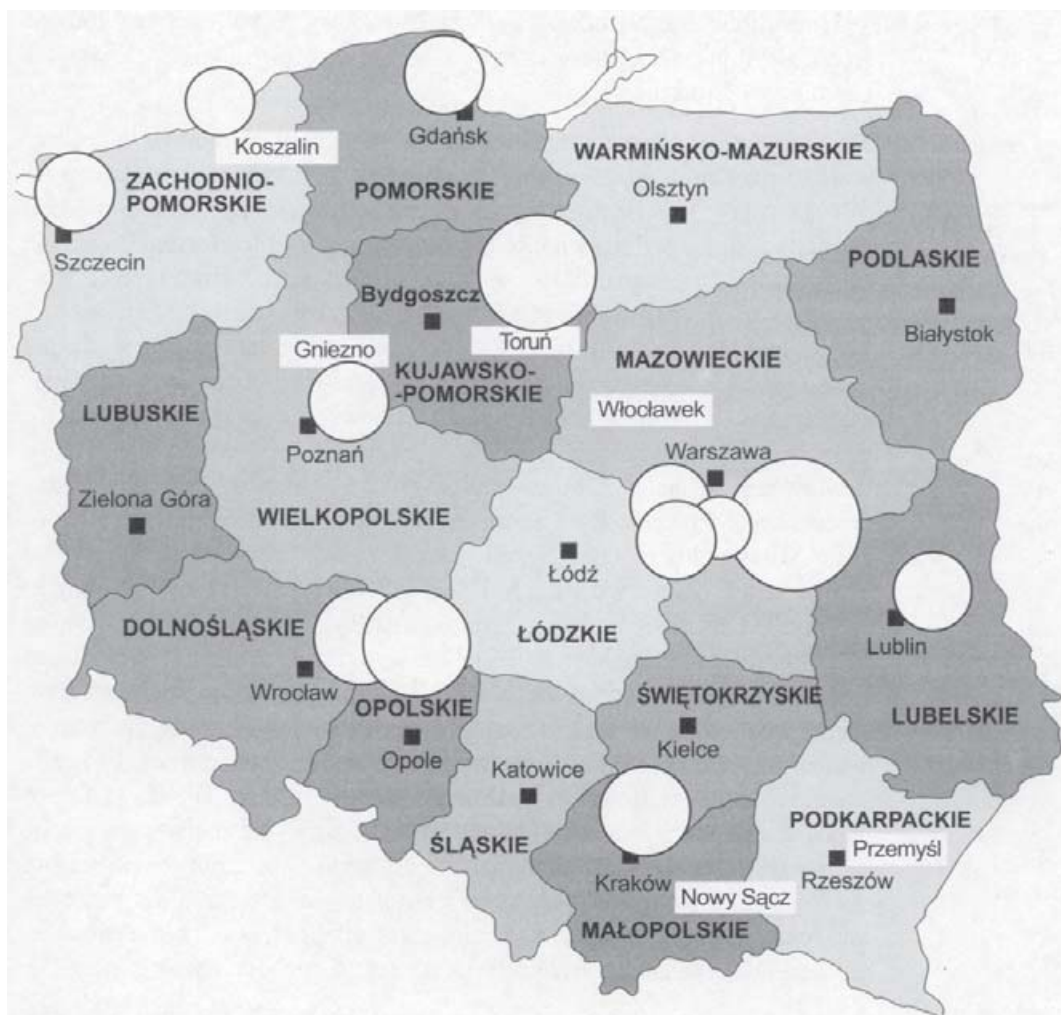 Koszalin
Gdańsk
WARMIŃSKO-MAZURSKIE
ZACHODNIO-
POMORSKIE
POMORSKIE
Olsztyn
Szczecin
PODLASKIE
Bydgoszcz
Białystok
Gniezno
Toruń
MAZOWIECKIE
KUJAWSKO-
-POMORSKIE
LUBUSKIE
Włocławek
Poznań
Warszawa
Zielona Góra
WIELKOPOLSKIE
Łódź
DOLNOŚLĄSKIE
ŁÓDZKIE
Lublin
Wrocław
OPOLSKIE
ŚWIĘTOKRZYSKIE
LUBELSKIE
Opole
Kielce
Katowice
PODKARPACKIE
ŚLĄSKIE
Przemyśl
Rzeszów
Kraków
Nowy Sącz
MAŁOPOLSKIE